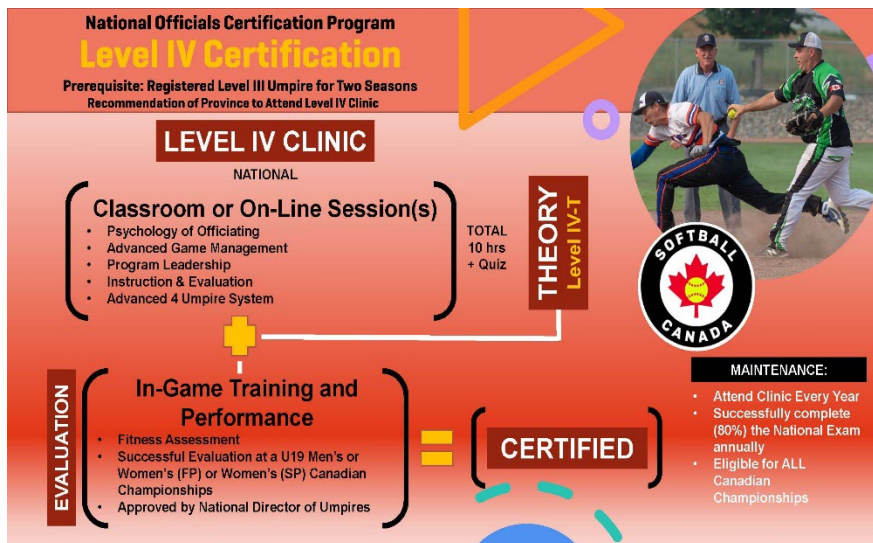 National Officials Certification Program
Level IV Certification
Prerequisite: Registered Level III Umpire for Two Seasons
Recommendation of Province to Attend Level IV Clinic
LEVEL IV CLINIC
NATIONAL
Classroom or On-Line Session(s)
• Psychology of Officiating
• Advanced Game Management
• Program Leadership
• Instruction & Evaluation
• Advanced 4 Umpire System
TOTAL
10 hrs
+ Quiz
THEORY
Level IV-T
SOFTBALL
CANADA
EVALUATION
In-Game Training and
Performance
• Fitness Assessment
• Successful Evaluation at a U19 Men's or
Women's (FP) or Women's (SP) Canadian
Championships
• Approved by National Director of Umpires
=
CERTIFIED
MAINTENANCE:
• Attend Clinic Every Year
• Successfully complete
(80%) the National Exam
annually
• Eligible for ALL
Canadian
Championships